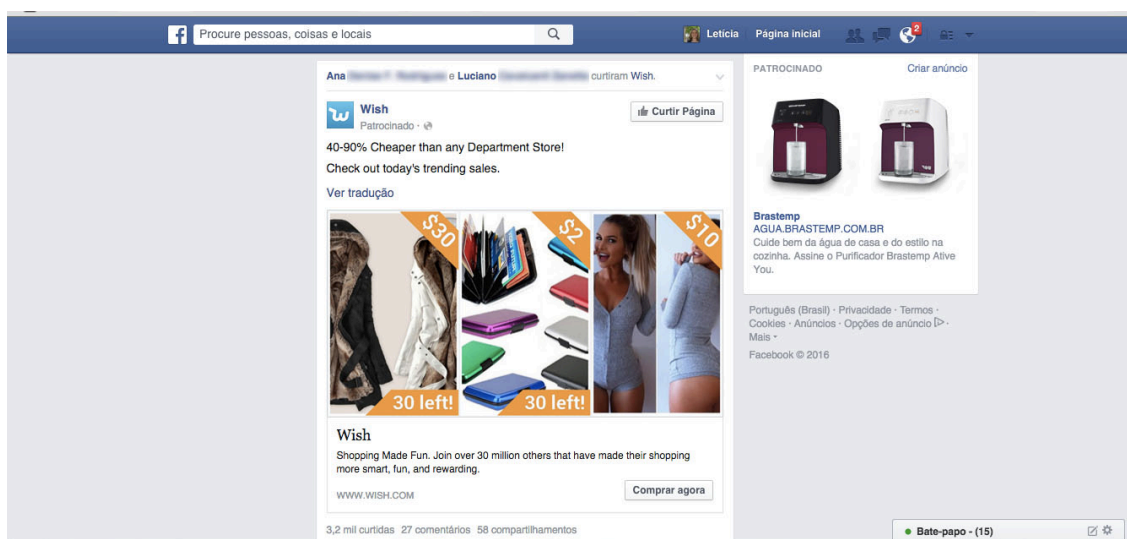 Procure pessoas, coisas e locais
Letícia Página inicial 2
Ana e Luciano curtiram Wish.
Wish
Patrocinado
Curtir Página
40-90% Cheaper than any Department Store!
Check out today's trending sales.
Ver tradução
$30 $2 $10
30 left! 30 left!
Wish
Shopping Made Fun. Join over 30 million others that have made their shopping
more smart, fun, and rewarding.
WWW.WISH.COM
Comprar agora
3,2 mil curtidas 27 comentários 58 compartilhamentos
PATROCINADO Criar anúncio
Brastemp
AGUA.BRASTEMP.COM.BR
Cuide bem da água de casa e do estilo na
cozinha. Assine o Purificador Brastemp Ative
You.
Português (Brasil) · Privacidade · Termos ·
Cookies · Anúncios · Opções de anúncio ·
Mais
Facebook © 2016
Bate-papo - (15)